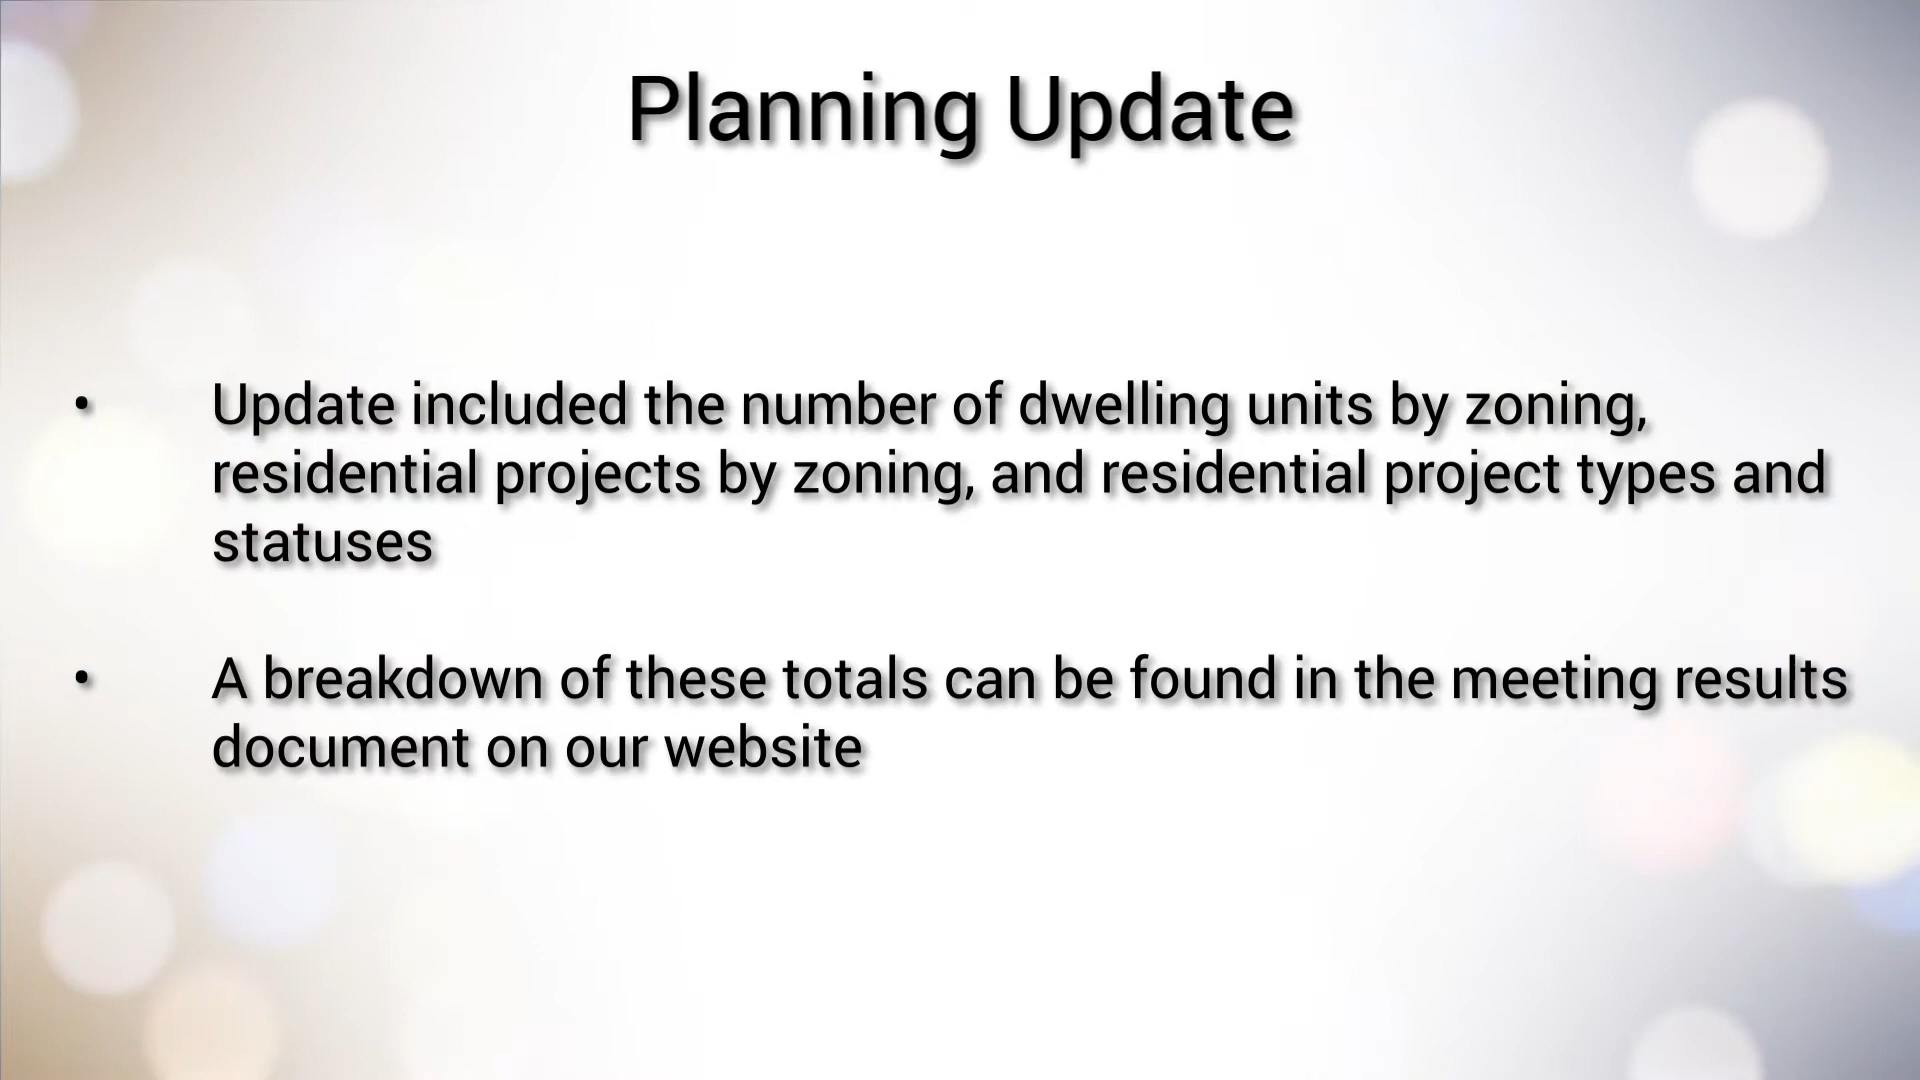 Planning Update
• Update included the number of dwelling units by zoning,
residential projects by zoning, and residential project types and
statuses
• A breakdown of these totals can be found in the meeting results
document on our website